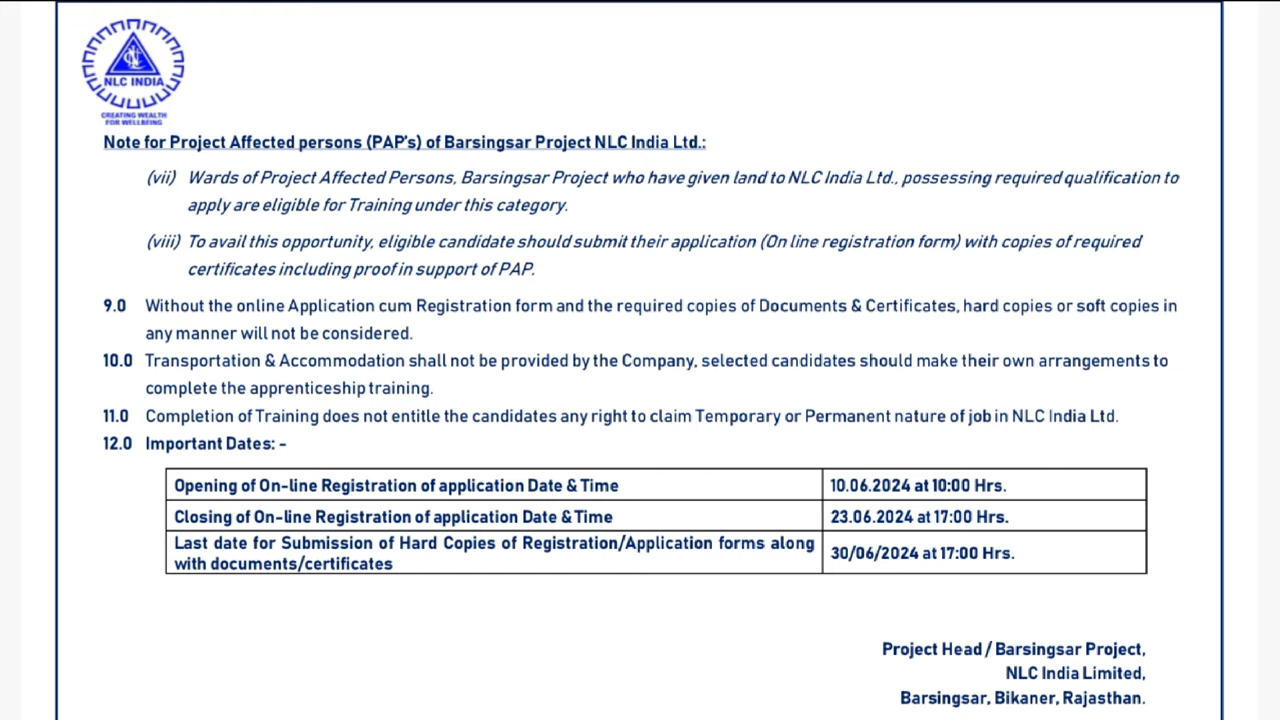 NLC INDIA
CREATING WEALTH
FOR WELLBEING
Note for Project Affected persons (PAP's) of Barsingsar Project NLC India Ltd.:
(vii) Wards of Project Affected Persons, Barsingsar Project who have given land to NLC India Ltd., possessing required qualification to
apply are eligible for Training under this category.
(viii) To avail this opportunity, eligible candidate should submit their application (On line registration form) with copies of required
certificates including proof in support of PAP.
9.0 Without the online Application cum Registration form and the required copies of Documents & Certificates, hard copies or soft copies in
any manner will not be considered.
10.0 Transportation & Accommodation shall not be provided by the Company, selected candidates should make their own arrangements to
complete the apprenticeship training.
11.0 Completion of Training does not entitle the candidates any right to claim Temporary or Permanent nature of job in NLC India Ltd.
12.0 Important Dates: -
Opening of On-line Registration of application Date & Time 10.06.2024 at 10:00 Hrs.
Closing of On-line Registration of application Date & Time 23.06.2024 at 17:00 Hrs.
Last date for Submission of Hard Copies of Registration/Application forms along
with documents/certificates 30/06/2024 at 17:00 Hrs.
Project Head / Barsingsar Project,
NLC India Limited,
Barsingsar, Bikaner, Rajasthan.